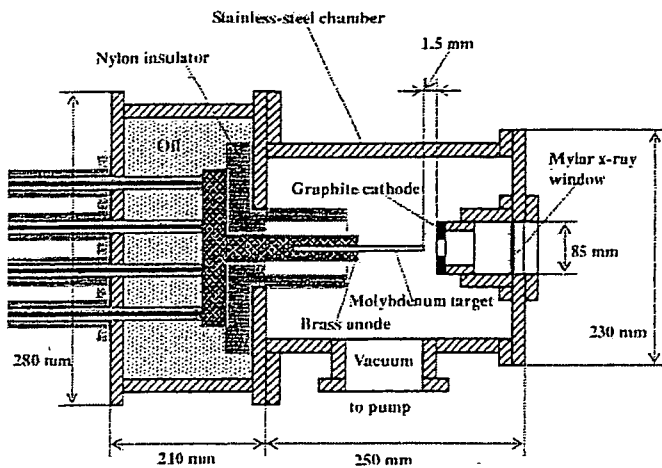 Stainless-steel chamber
1.5 mm
Nylon insulator
Oil
Mylar x-ray
window
Graphite cathode
85 mm
Molybdenum target
Brass anode
230 mm
280 mm
Vacuum
to pump
210 mm
250 mm